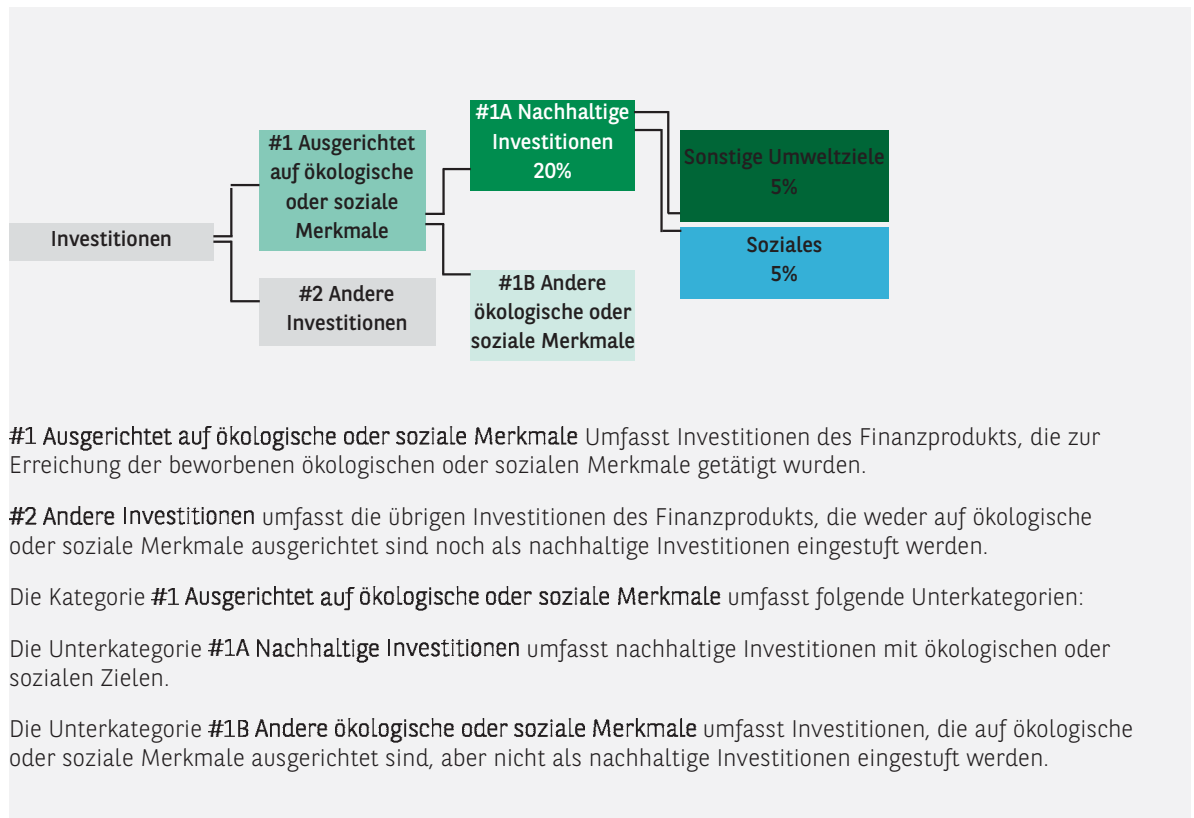 #1A Nachhaltige
Investitionen
20%
#1 Ausgerichtet
auf ökologische
oder soziale
Merkmale
Sonstige Umweltziele
5%
Investitionen
Soziales
5%
#2 Andere
Investitionen
#1B Andere
ökologische oder
soziale Merkmale
#1 Ausgerichtet auf ökologische oder soziale Merkmale Umfasst Investitionen des Finanzprodukts, die zur
Erreichung der beworbenen ökologischen oder sozialen Merkmale getätigt wurden.
#2 Andere Investitionen umfasst die übrigen Investitionen des Finanzprodukts, die weder auf ökologische
oder soziale Merkmale ausgerichtet sind noch als nachhaltige Investitionen eingestuft werden.
Die Kategorie #1 Ausgerichtet auf ökologische oder soziale Merkmale umfasst folgende Unterkategorien:
Die Unterkategorie #1A Nachhaltige Investitionen umfasst nachhaltige Investitionen mit ökologischen oder
sozialen Zielen.
Die Unterkategorie #1B Andere ökologische oder soziale Merkmale umfasst Investitionen, die auf ökologische
oder soziale Merkmale ausgerichtet sind, aber nicht als nachhaltige Investitionen eingestuft werden.